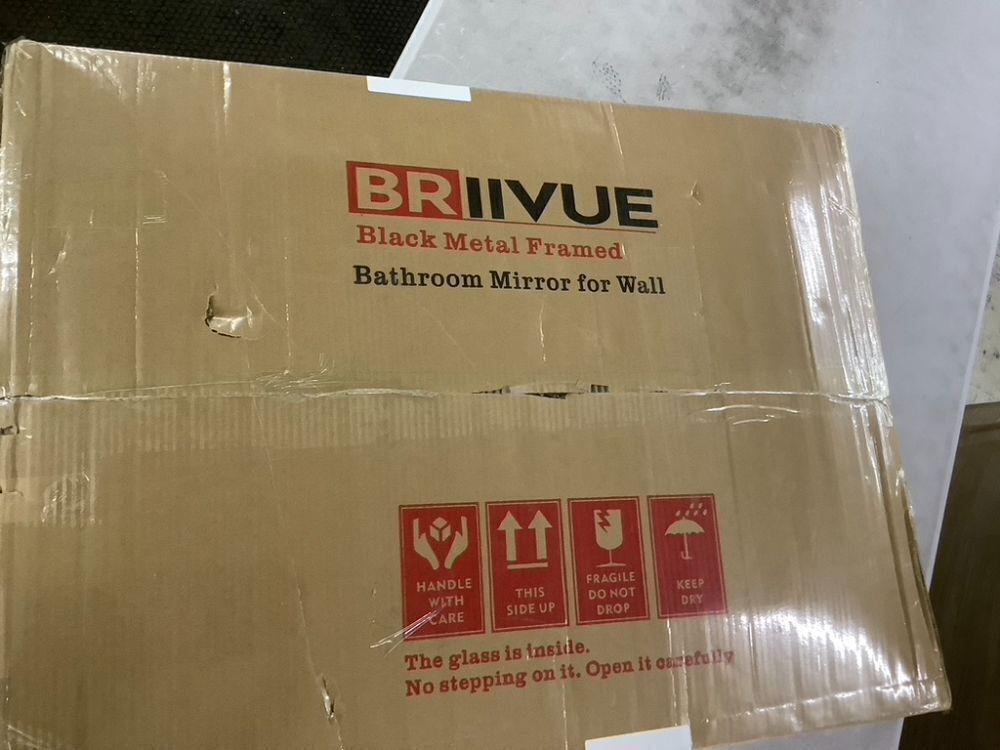 BRIIVUE
Black Metal Framed
Bathroom Mirror for Wall
HANDLE
WITH
CARE
THIS
SIDE UP
FRAGILE
DO NOT
DROP
KEEP
DRY
The glass is inside.
No stepping on it. Open it carefully